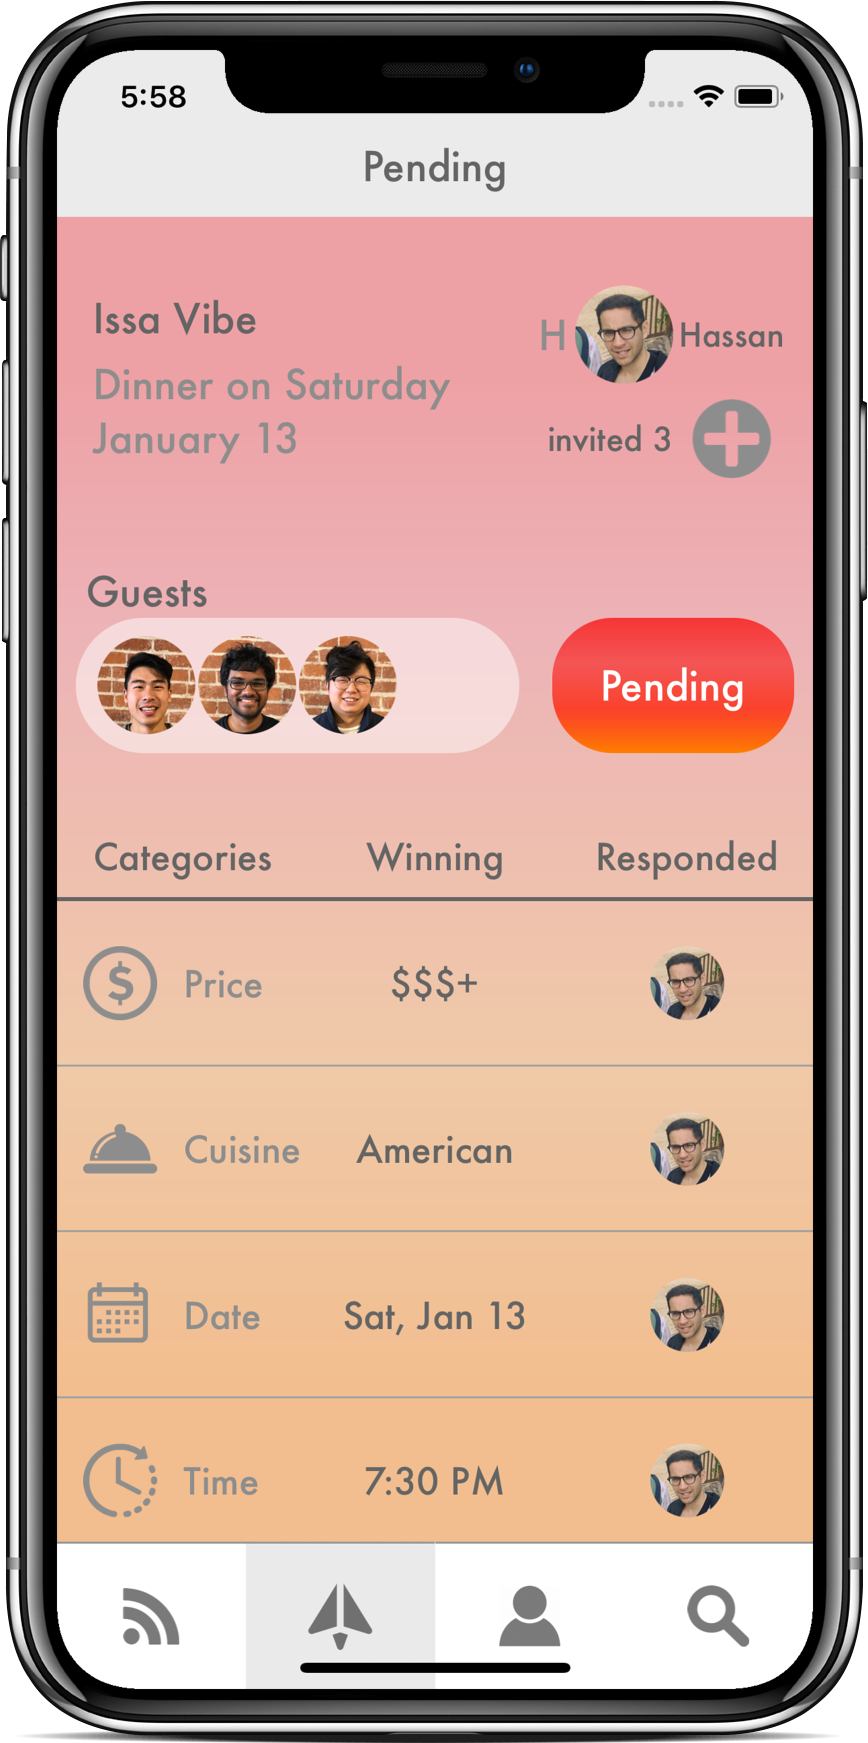 5:58
Pending
Issa Vibe
H Hassan
Dinner on Saturday
January 13
invited 3
Guests
Pending
Categories Winning Responded
$ Price $$$+
Cuisine American
Date Sat, Jan 13
Time 7:30 PM